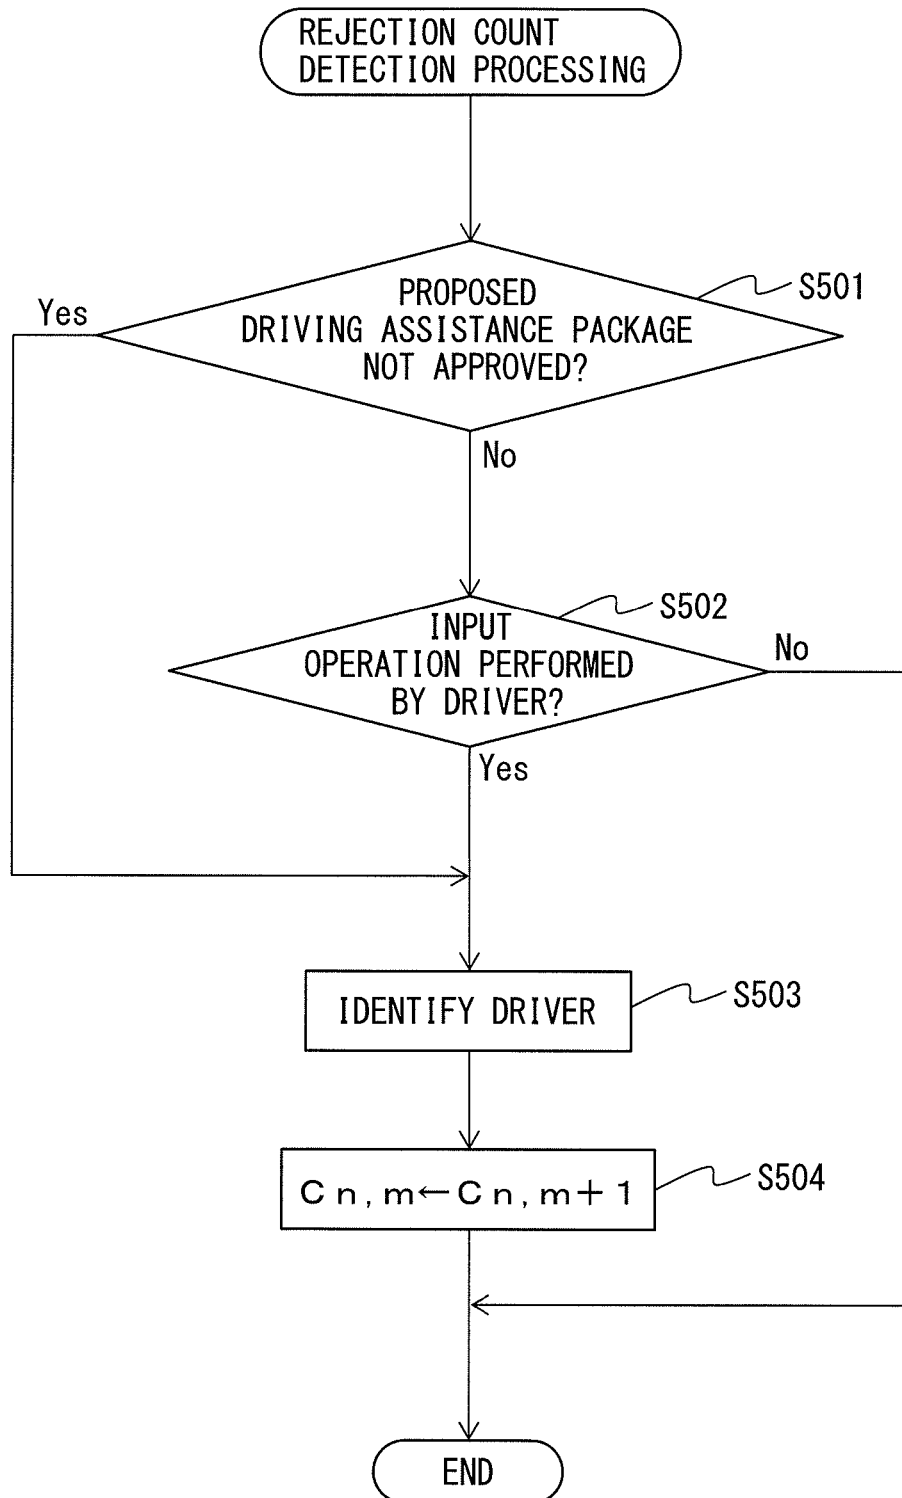 REJECTION COUNT
DETECTION PROCESSING
S501
Yes
PROPOSED
DRIVING ASSISTANCE PACKAGE
NOT APPROVED?
No
S502
INPUT
OPERATION PERFORMED
BY DRIVER?
No
Yes
IDENTIFY DRIVER
S503
Cn,m←Cn,m+1
S504
END